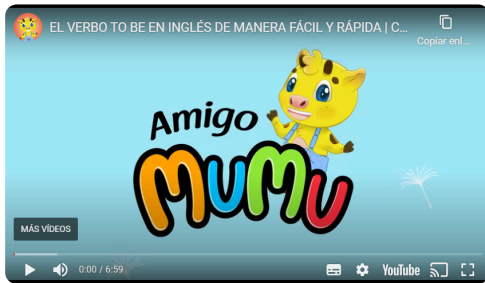 EL VERBO TO BE EN INGLÉS DE MANERA FÁCIL Y RÁPIDA | C...
Copiar enl...
Amigo
MUMU
MÁS VÍDEOS
0:00 / 6:59
YouTube